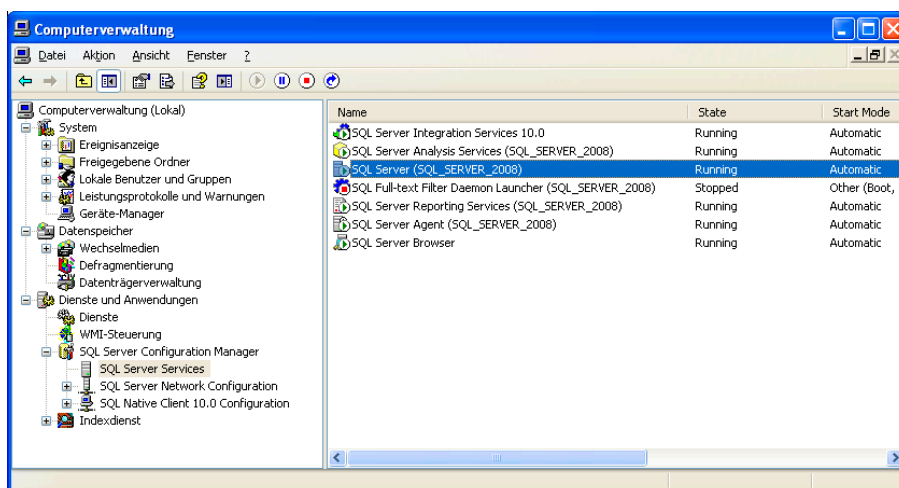 Computerverwaltung
Datei Aktion Ansicht Fenster ?
Computerverwaltung (Lokal)
System
Ereignisanzeige
Freigegebene Ordner
Lokale Benutzer und Gruppen
Leistungsprotokolle und Warnungen
Geräte-Manager
Datenspeicher
Wechselmedien
Defragmentierung
Datenträgerverwaltung
Dienste und Anwendungen
Dienste
WMI-Steuerung
SQL Server Configuration Manager
SQL Server Services
SQL Server Network Configuration
SQL Native Client 10.0 Configuration
Indexdienst
Name State Start Mode
SQL Server Integration Services 10.0 Running Automatic
SQL Server Analysis Services (SQL_SERVER_2008) Running Automatic
SQL Server (SQL_SERVER_2008) Running Automatic
SQL Full-text Filter Daemon Launcher (SQL_SERVER_2008) Stopped Other (Boot,
SQL Server Reporting Services (SQL_SERVER_2008) Running Automatic
SQL Server Agent (SQL_SERVER_2008) Running Automatic
SQL Server Browser Running Automatic